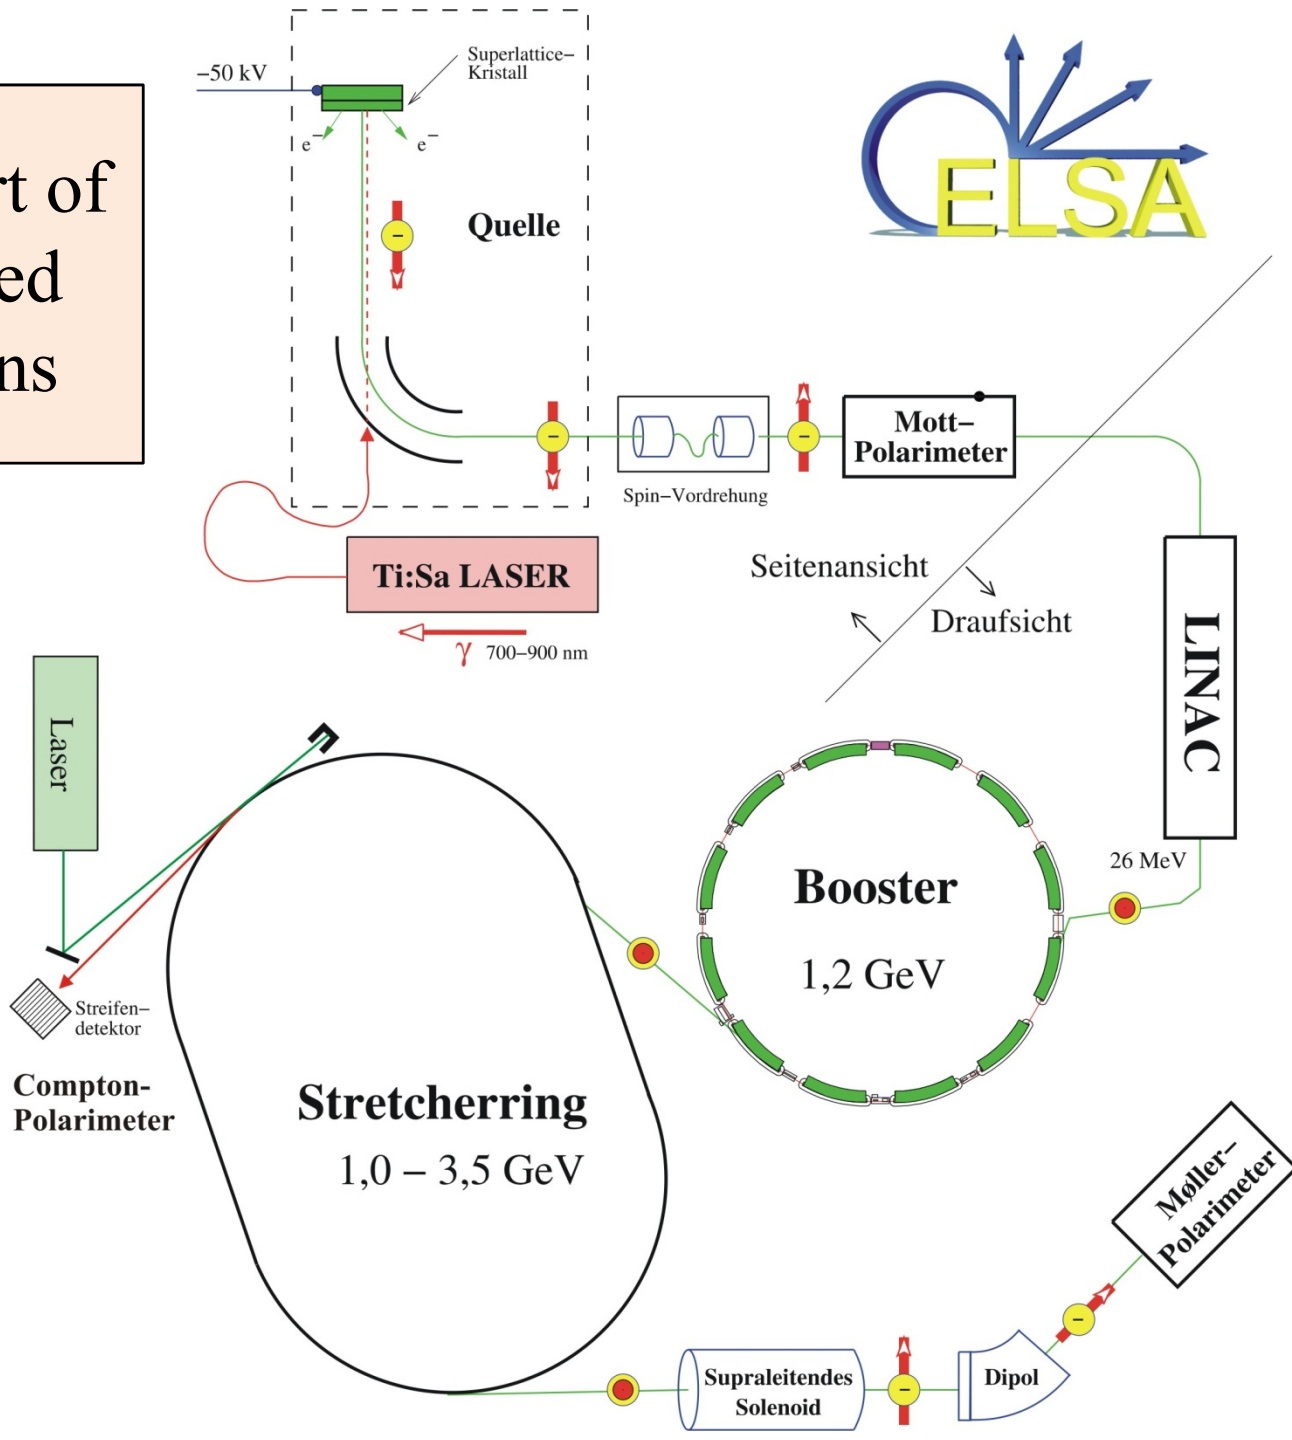 rt of
ed
ns
−50 kV
Superlattice−
Kristall
e−
e−
Quelle
ELSA
−
−
−
Mott−
Polarimeter
Spin−Vordrehung
Ti:Sa LASER
γ 700−900 nm
Seitenansicht
Draufsicht
LINAC
26 MeV
Laser
Booster
1,2 GeV
Streifen−
detektor
Compton-
Polarimeter
Stretcherring
1,0 − 3,5 GeV
Møller−
Polarimeter
−
Supraleitendes
Solenoid
−
Dipol